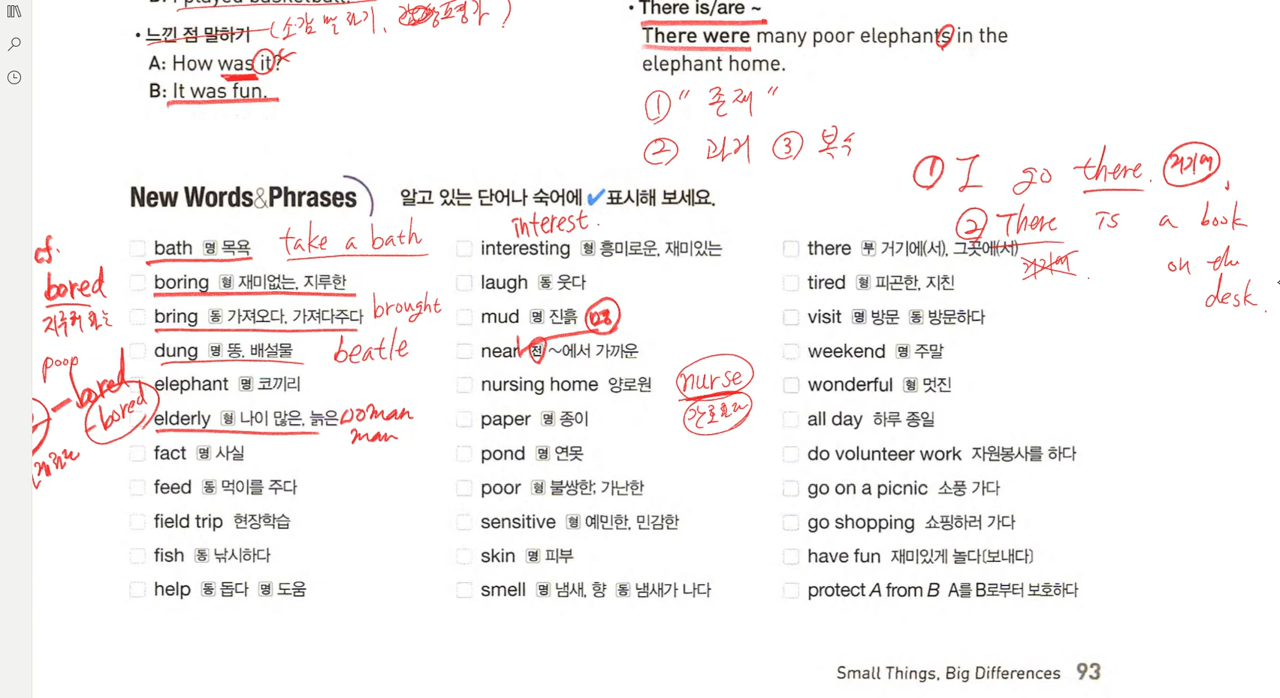 B: I played basketball.
• 느낀 점 말하기 (소감 말하기,
A: How was it?
B: It was fun.
• There is/are ~
There were many poor elephants in the
elephant home.
① " 존재 "
② 과거 ③ 복수
① I go there. 거기에
② There is a book
on the
desk.
거기에
New Words&Phrases 알고 있는 단어나 숙어에 ✔표시해 보세요.
cf.
bored
지루해 하는
poop
bored
bored
bath 명 목욕 take a bath
boring 형 재미없는, 지루한
bring 동 가져오다, 가져다주다 brought
dung 명 똥, 배설물 beatle
elephant 명 코끼리
elderly 형 나이 많은, 늙은 woman
man
fact 명 사실
feed 동 먹이를 주다
field trip 현장학습
fish 동 낚시하다
help 동 돕다 명 도움
interest.
interesting 형 흥미로운, 재미있는
laugh 동 웃다
mud 명 진흙
near 전 ~에서 가까운
nursing home 양로원 nurse
간호하다
paper 명 종이
pond 명 연못
poor 형 불쌍한; 가난한
sensitive 형 예민한, 민감한
skin 명 피부
smell 명 냄새, 향 동 냄새가 나다
there 부 거기에(서), 그곳에(서)
tired 형 피곤한, 지친
visit 명 방문 동 방문하다
weekend 명 주말
wonderful 형 멋진
all day 하루 종일
do volunteer work 자원봉사를 하다
go on a picnic 소풍 가다
go shopping 쇼핑하러 가다
have fun 재미있게 놀다(보내다)
protect A from B A를 B로부터 보호하다
Small Things, Big Differences 93